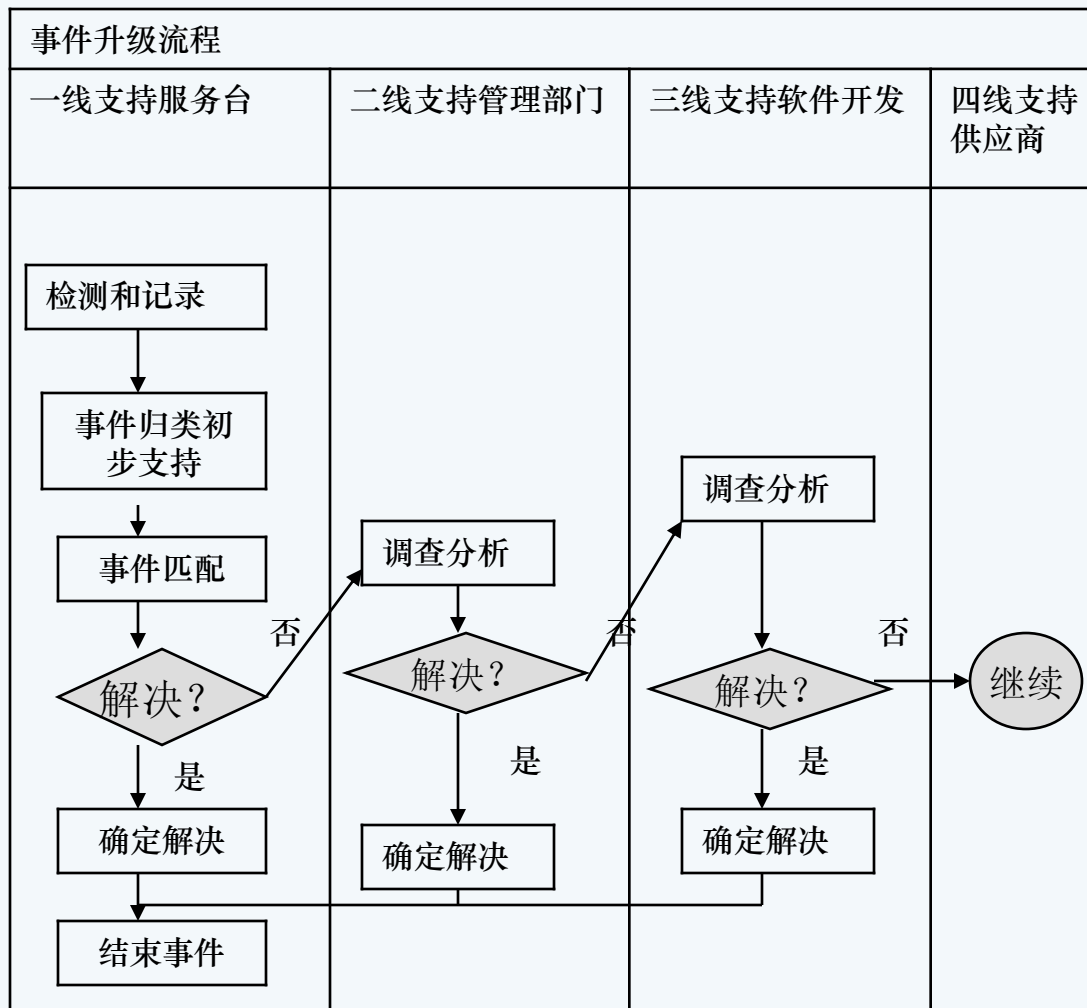 事件升级流程
一线支持服务台
二线支持管理部门
三线支持软件开发
四线支持
供应商
检测和记录
事件归类初
步支持
事件匹配
解决？
否
是
确定解决
结束事件
调查分析
解决？
否
是
确定解决
调查分析
解决？
否
是
确定解决
继续